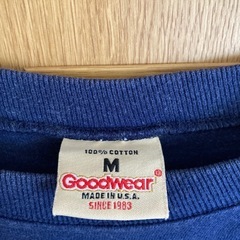 100% COTTON
M
Goodwear®
MADE IN U.S.A.
SINCE 1983